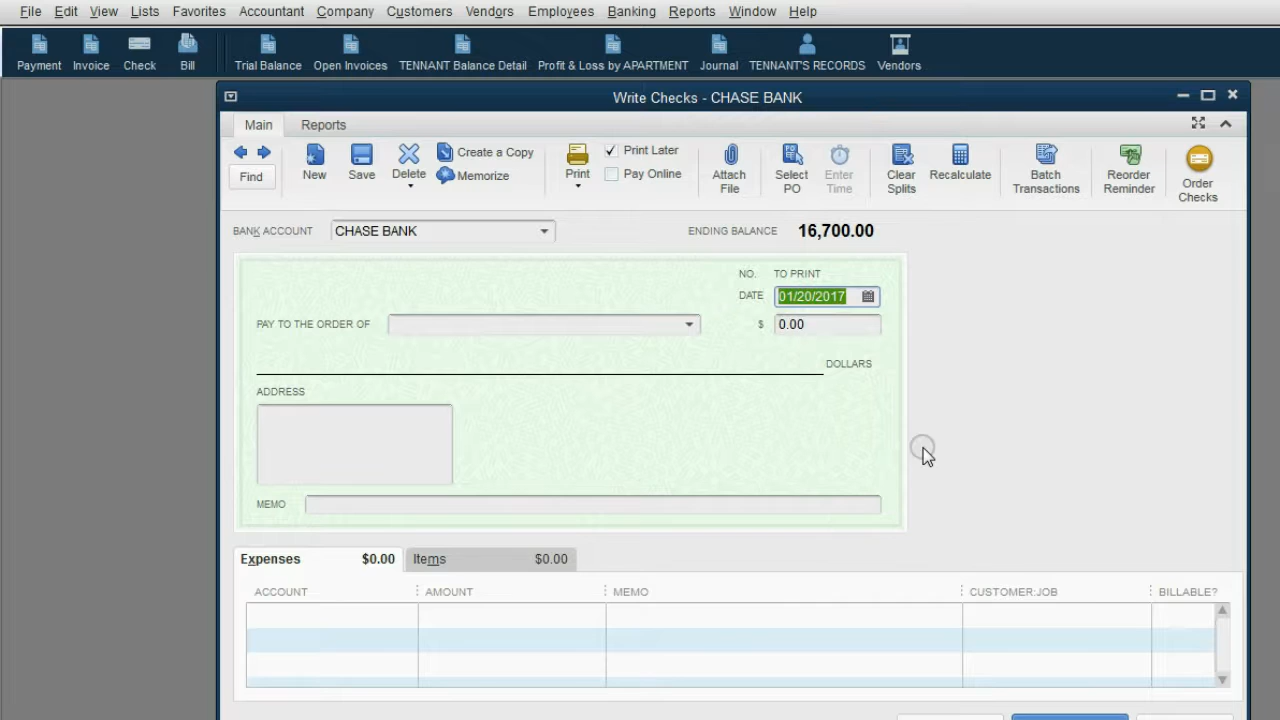 File Edit View Lists Favorites Accountant Company Customers Vendors Employees Banking Reports Window Help
Payment Invoice Check Bill Trial Balance Open Invoices TENNANT Balance Detail Profit & Loss by APARTMENT Journal TENNANT'S RECORDS Vendors
Write Checks - CHASE BANK
Main Reports
Find New Save Delete Create a Copy Memorize Print Print Later Pay Online Attach File Select PO Enter Time Clear Splits Recalculate Batch Transactions Reorder Reminder Order Checks
BANK ACCOUNT CHASE BANK ENDING BALANCE 16,700.00
NO. TO PRINT
DATE 01/20/2017
PAY TO THE ORDER OF $ 0.00
DOLLARS
ADDRESS
MEMO
Expenses $0.00 Items $0.00
ACCOUNT AMOUNT MEMO CUSTOMER:JOB BILLABLE?